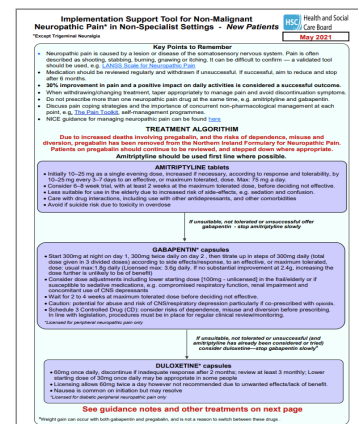 Implementation Support Tool for Non-Malignant
Neuropathic Pain* in Non-Specialist Settings - New Patients
HSC Health and Social
Care Board
*Except Trigeminal Neuralgia
May 2021
Key Points to Remember
• Neuropathic pain is caused by a lesion or disease of the somatosensory nervous system. Pain is often
described as shooting, stabbing, burning, gnawing or itching. It can be difficult to confirm — a validated tool
should be used, e.g. LANSS Scale for Neuropathic Pain
• Medication should be reviewed regularly and withdrawn if unsuccessful. If successful, aim to reduce and stop
after 6 months.
• 30% improvement in pain and a positive impact on daily activities is considered a successful outcome.
• When withdrawing/changing treatment, taper appropriately to manage pain and avoid discontinuation symptoms.
• Do not prescribe more than one neuropathic pain drug at the same time, e.g. amitriptyline and gabapentin.
• Discuss pain coping strategies and the importance of concurrent non-pharmacological management at each
point, e.g, The Pain Toolkit, self-management programmes.
• NICE guidance for managing neuropathic pain can be found here
TREATMENT ALGORITHM
Due to increased deaths involving pregabalin, and the risks of dependence, misuse and
diversion, pregabalin has been removed from the Northern Ireland Formulary for Neuropathic Pain.
Patients on pregabalin should continue to be reviewed, and stepped down where appropriate.
Amitriptyline should be used first line where possible.
AMITRIPTYLINE tablets
• Initially 10–25 mg as a single evening dose, increased if necessary, according to response and tolerability, by
10–25 mg every 3–7 days to an effective, or maximum tolerated, dose. Max: 75 mg a day.
• Consider 6–8 week trial, with at least 2 weeks at the maximum tolerated dose, before deciding not effective.
• Less suitable for use in the elderly due to increased risk of side-effects, e.g. sedation and confusion.
• Care with drug interactions, including use with other antidepressants, and other comorbidities
• Avoid if suicide risk due to toxicity in overdose
If unsuitable, not tolerated or unsuccessful offer
gabapentin - stop amitriptyline slowly
GABAPENTIN* capsules
• Start 300mg at night on day 1, 300mg twice daily on day 2 , then titrate up in steps of 300mg daily (total
dose given in 3 divided doses) according to side effects/response, to an effective, or maximum tolerated,
dose: usual max:1.8g daily (Licensed max: 3.6g daily. If no substantial improvement at 2.4g, increasing the
dose further is unlikely to be of benefit)
• Consider dose adjustments including lower starting dose [100mg - unlicensed] in the frail/elderly or if
susceptible to sedative medications, e.g. compromised respiratory function, renal impairment and
concomitant use of CNS depressants
• Wait for 2 to 4 weeks at maximum tolerated dose before deciding not effective.
• Caution: potential for abuse and risk of CNS/respiratory depression particularly if co-prescribed with opioids.
• Schedule 3 Controlled Drug (CD): consider risks of dependence, misuse and diversion before prescribing.
In line with legislation, procedures must be in place for regular clinical review/monitoring.
*Licensed for peripheral neuropathic pain only
If unsuitable, not tolerated or unsuccessful (and
amitriptyline has already been considered or tried)
consider duloxetine—stop gabapentin slowly#
DULOXETINE* capsules
• 60mg once daily, discontinue if inadequate response after 2 months; review at least 3 monthly; Lower
starting dose of 30mg once daily may be appropriate in some people
• Licensing allows 60mg twice a day however not recommended due to unwanted effects/lack of benefit.
• Nausea is common on initiation but may resolve
*Licensed for diabetic peripheral neuropathic pain only
See guidance notes and other treatments on next page
#Weight gain can occur with both gabapentin and pregabalin, and is not a reason to switch between these drugs .